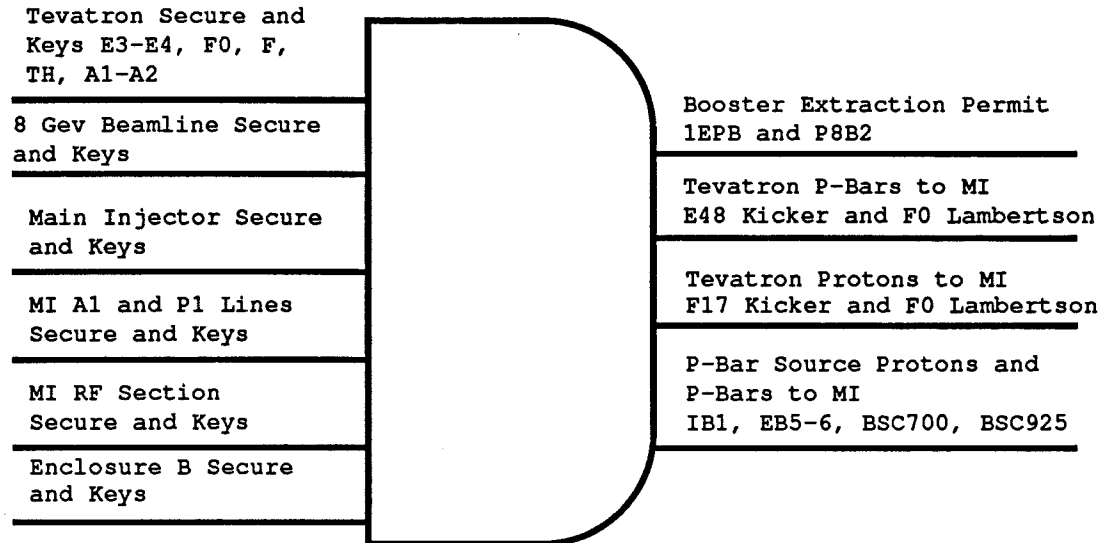 Tevatron Secure and
Keys E3-E4, F0, F,
TH, A1-A2
8 Gev Beamline Secure
and Keys
Main Injector Secure
and Keys
MI A1 and P1 Lines
Secure and Keys
MI RF Section
Secure and Keys
Enclosure B Secure
and Keys
Booster Extraction Permit
1EPB and P8B2
Tevatron P-Bars to MI
E48 Kicker and F0 Lambertson
Tevatron Protons to MI
F17 Kicker and F0 Lambertson
P-Bar Source Protons and
P-Bars to MI
IB1, EB5-6, BSC700, BSC925